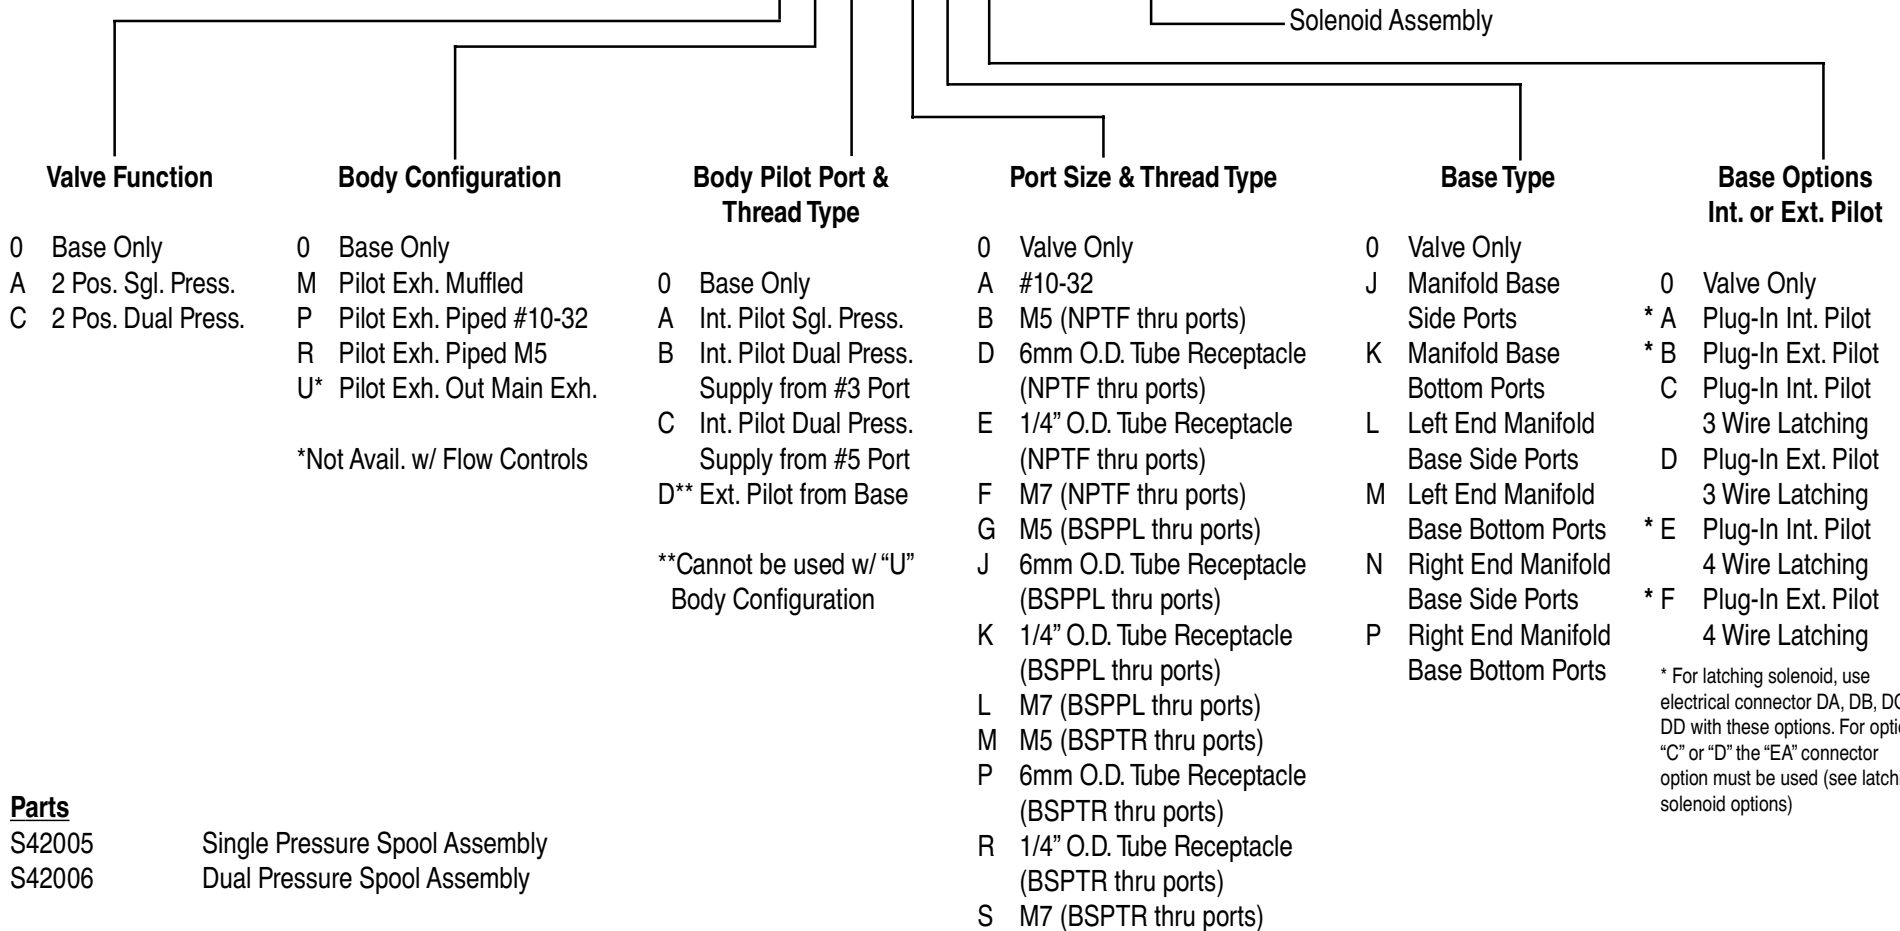 Solenoid Assembly
Valve Function
0 Base Only
A 2 Pos. Sgl. Press.
C 2 Pos. Dual Press.
Body Configuration
0 Base Only
M Pilot Exh. Muffled
P Pilot Exh. Piped #10-32
R Pilot Exh. Piped M5
U* Pilot Exh. Out Main Exh.
*Not Avail. w/ Flow Controls
Body Pilot Port &
Thread Type
0 Base Only
A Int. Pilot Sgl. Press.
B Int. Pilot Dual Press.
Supply from #3 Port
C Int. Pilot Dual Press.
Supply from #5 Port
D** Ext. Pilot from Base
**Cannot be used w/ “U”
Body Configuration
Port Size & Thread Type
0 Valve Only
A #10-32
B M5 (NPTF thru ports)
D 6mm O.D. Tube Receptacle
(NPTF thru ports)
E 1/4” O.D. Tube Receptacle
(NPTF thru ports)
F M7 (NPTF thru ports)
G M5 (BSPPL thru ports)
J 6mm O.D. Tube Receptacle
(BSPPL thru ports)
K 1/4” O.D. Tube Receptacle
(BSPPL thru ports)
L M7 (BSPPL thru ports)
M M5 (BSPTR thru ports)
P 6mm O.D. Tube Receptacle
(BSPTR thru ports)
R 1/4” O.D. Tube Receptacle
(BSPTR thru ports)
S M7 (BSPTR thru ports)
Base Type
0 Valve Only
J Manifold Base
Side Ports
K Manifold Base
Bottom Ports
L Left End Manifold
Base Side Ports
M Left End Manifold
Base Bottom Ports
N Right End Manifold
Base Side Ports
P Right End Manifold
Base Bottom Ports
Base Options
Int. or Ext. Pilot
0 Valve Only
* A Plug-In Int. Pilot
* B Plug-In Ext. Pilot
C Plug-In Int. Pilot
3 Wire Latching
D Plug-In Ext. Pilot
3 Wire Latching
* E Plug-In Int. Pilot
4 Wire Latching
* F Plug-In Ext. Pilot
4 Wire Latching
* For latching solenoid, use
electrical connector DA, DB,
DD with these options. For
“C” or “D” the “EA” connector
option must be used (see
solenoid options)
Parts
S42005 Single Pressure Spool Assembly
S42006 Dual Pressure Spool Assembly